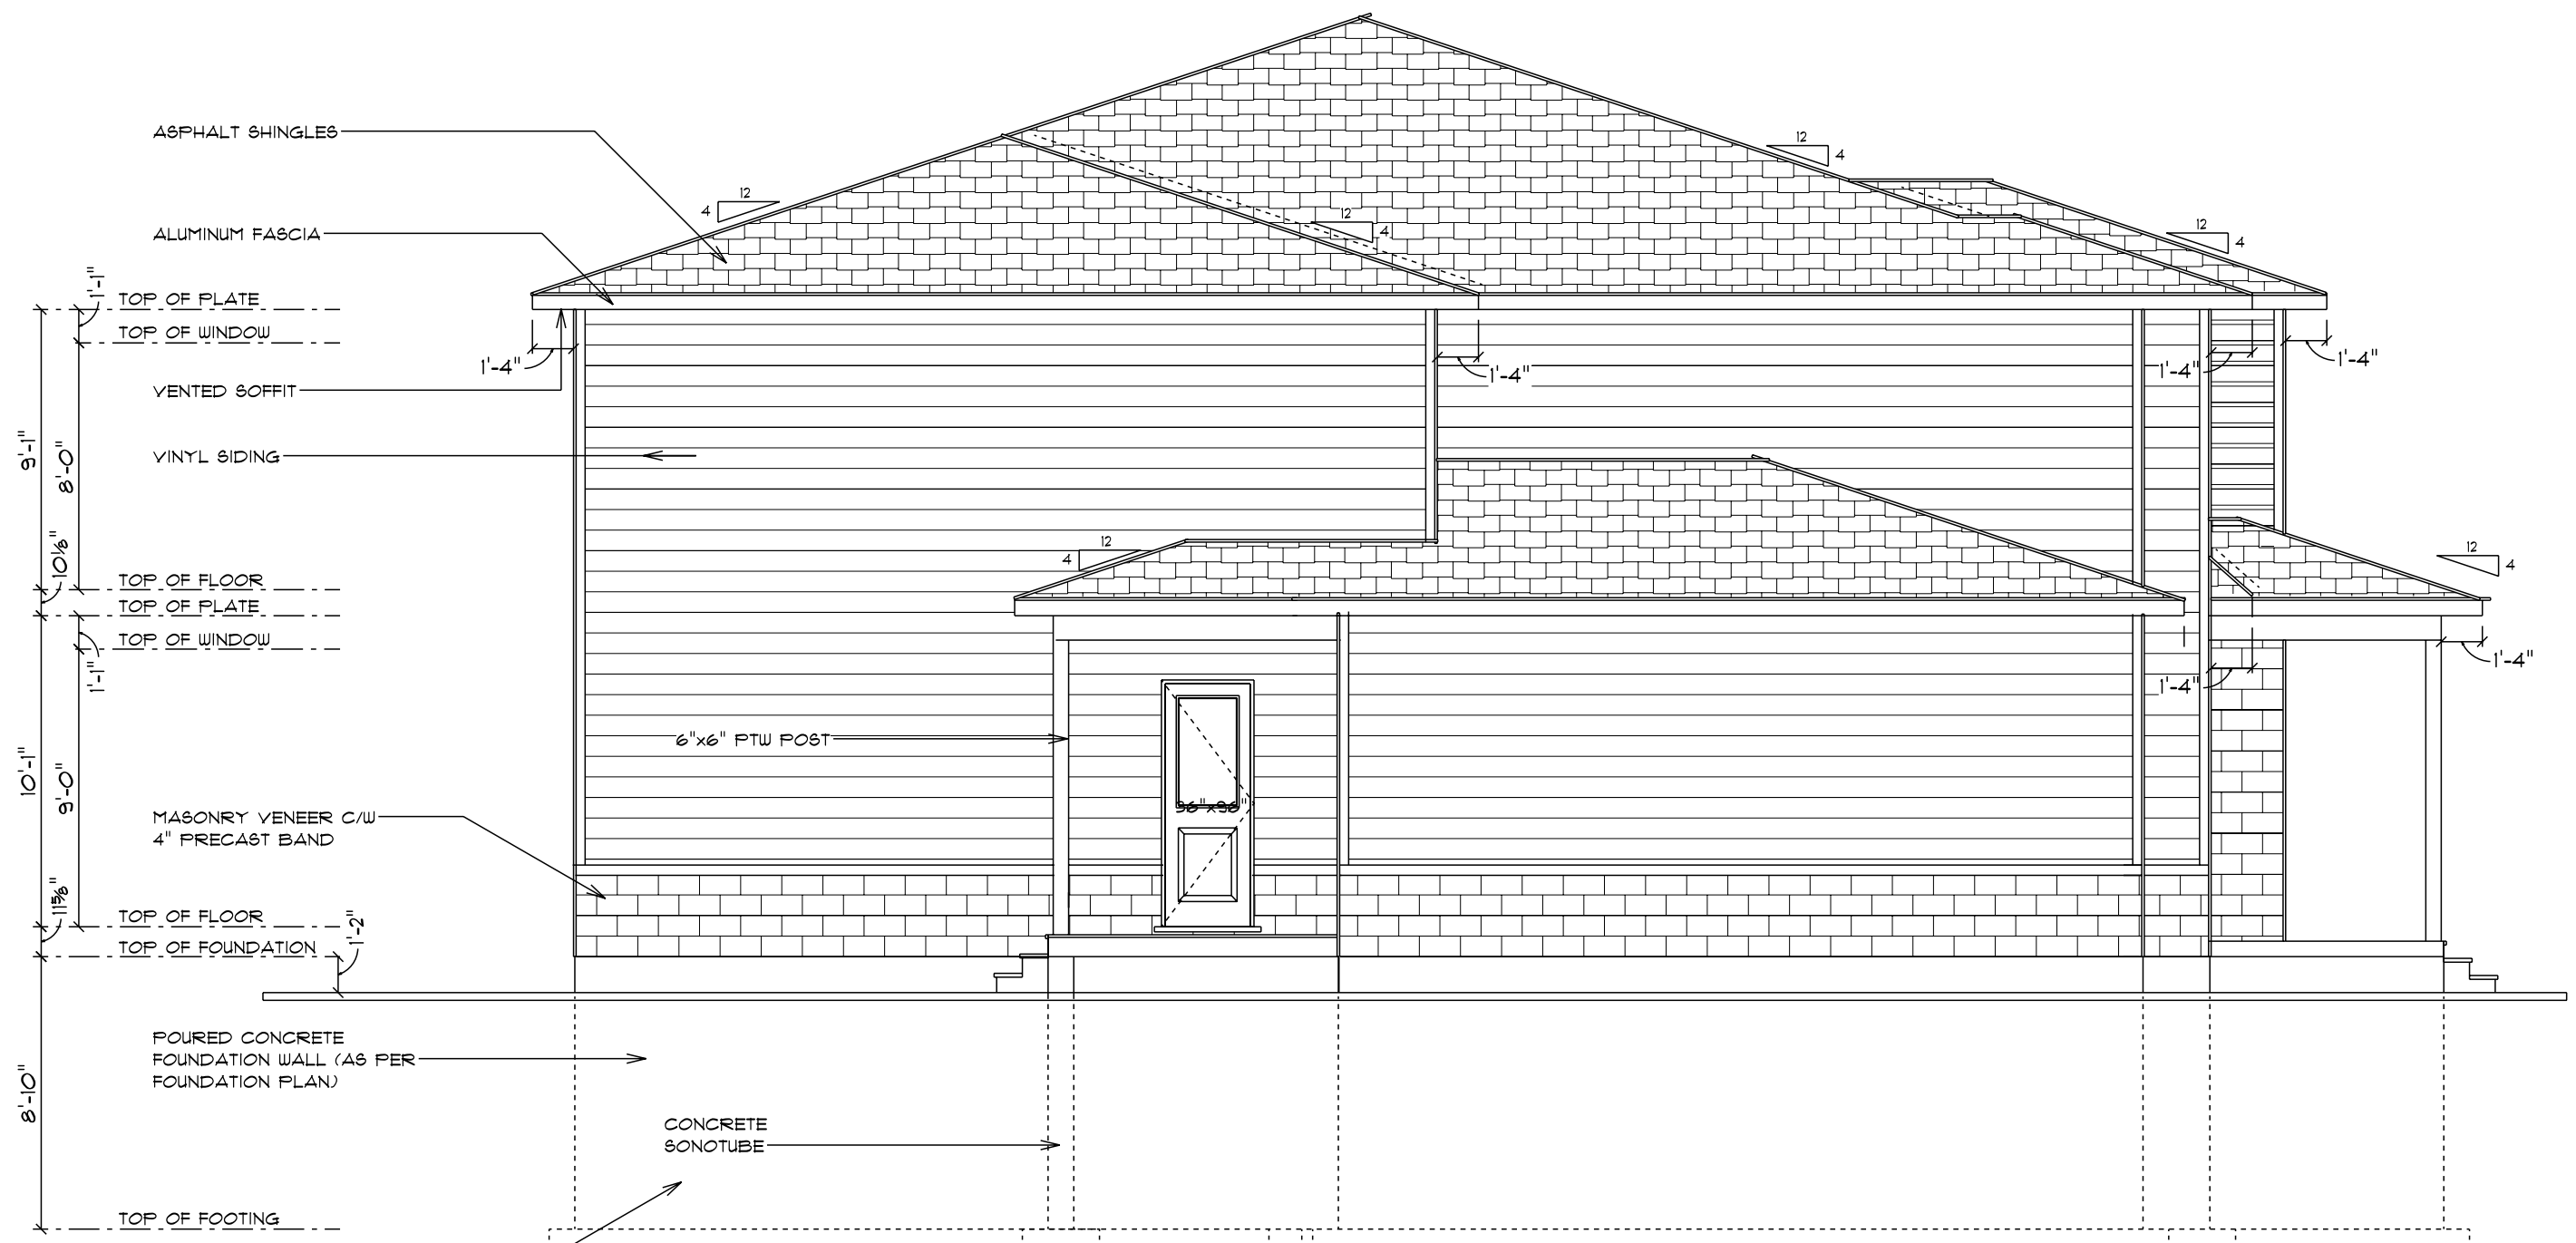 ASPHALT SHINGLES
12
4
12
4
12
4
12
4
ALUMINUM FASCIA
1'-1"
TOP OF PLATE
TOP OF WINDOW
1'-4"
1'-4"
1'-4"
1'-4"
VENTED SOFFIT
9'-1"
8'-0"
VINYL SIDING
10⅛"
12
4
12
4
TOP OF FLOOR
TOP OF PLATE
TOP OF WINDOW
1'-1"
1'-4"
1'-4"
6"x6" PTW POST
10'-1"
9'-0"
36"x96"
MASONRY VENEER C/W
4" PRECAST BAND
11⅝"
TOP OF FLOOR
1'-2"
TOP OF FOUNDATION
POURED CONCRETE
FOUNDATION WALL (AS PER
FOUNDATION PLAN)
8'-10"
CONCRETE
SONOTUBE
TOP OF FOOTING